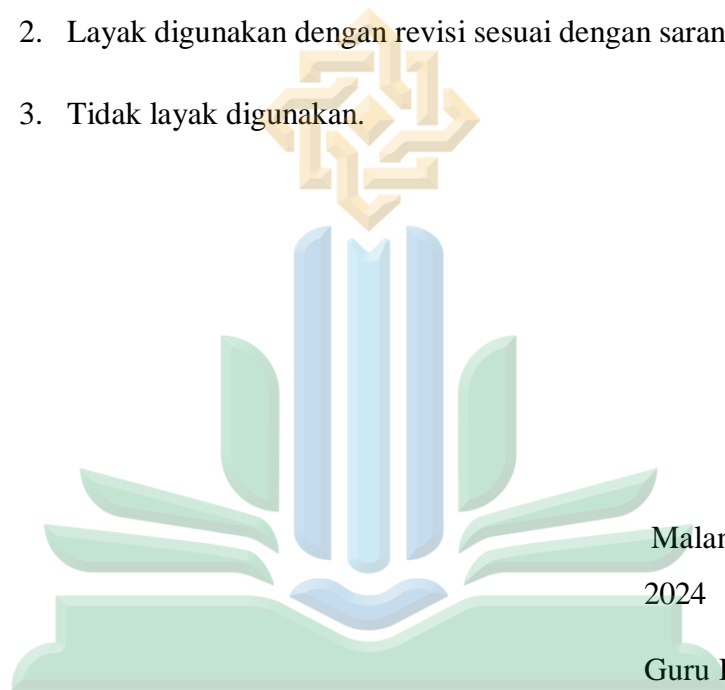 2. Layak digunakan dengan revisi sesuai dengan saran
3. Tidak layak digunakan.
Malan
2024
Guru